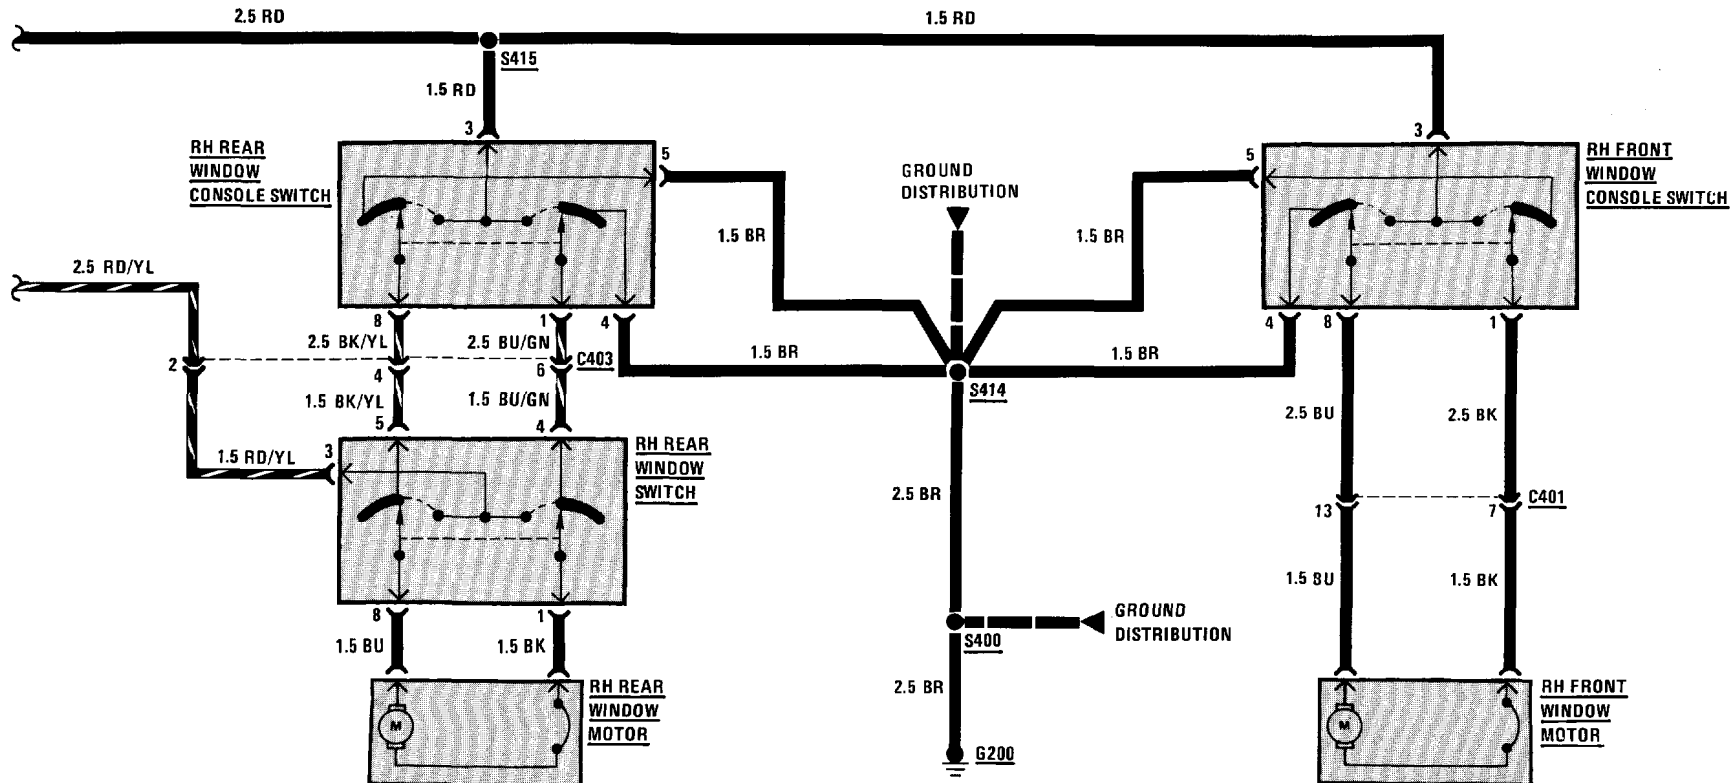 2.5 RD
1.5 RD
S415
1.5 RD
3
3
RH REAR
WINDOW
CONSOLE SWITCH
5
GROUND
DISTRIBUTION
5
RH FRONT
WINDOW
CONSOLE SWITCH
1.5 BR
1.5 BR
2.5 RD/YL
8
1
4
4
8
1
2.5 BK/YL
2.5 BU/GN
C403
1.5 BR
1.5 BR
2
4
6
S414
1.5 BK/YL
1.5 BU/GN
5
4
2.5 BU
2.5 BK
1.5 RD/YL
3
RH REAR
WINDOW
SWITCH
2.5 BR
13
7
C401
1.5 BU
1.5 BK
8
1
GROUND
DISTRIBUTION
S400
1.5 BU
1.5 BK
2.5 BR
RH REAR
WINDOW
MOTOR
M
G200
RH FRONT
WINDOW
MOTOR
M